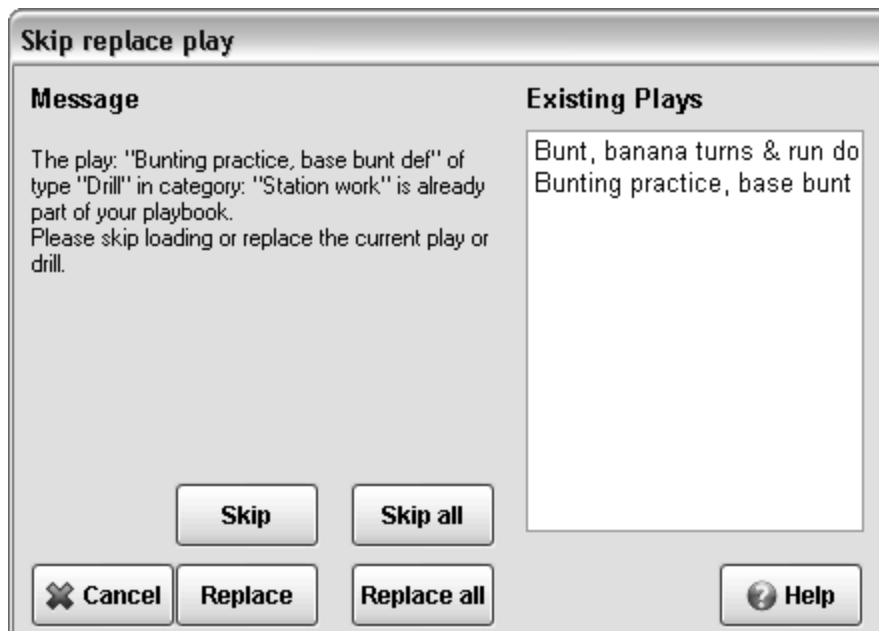 Skip replace play
Message
The play: "Bunting practice, base bunt def" of
type "Drill" in category: "Station work" is already
part of your playbook.
Please skip loading or replace the current play or
drill.
Existing Plays
Bunt, banana turns & run do
Bunting practice, base bunt
Skip
Skip all
Cancel
Replace
Replace all
Help